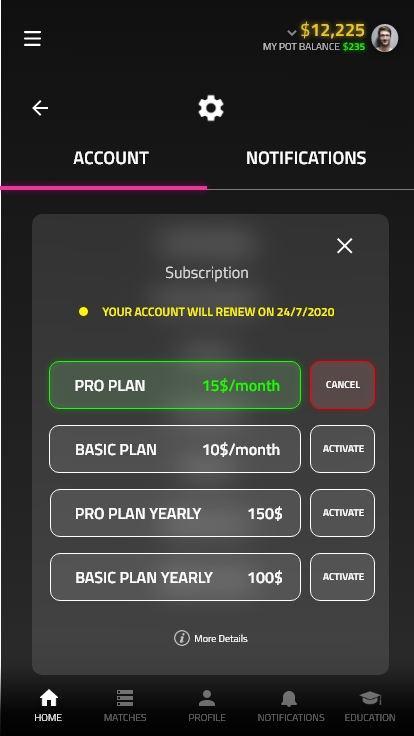 $12,225
MY POT BALANCE $235
ACCOUNT NOTIFICATIONS
Subscription
YOUR ACCOUNT WILL RENEW ON 24/7/2020
PRO PLAN 15$/month CANCEL
BASIC PLAN 10$/month ACTIVATE
PRO PLAN YEARLY 150$ ACTIVATE
BASIC PLAN YEARLY 100$ ACTIVATE
i More Details
HOME MATCHES PROFILE NOTIFICATIONS EDUCATION